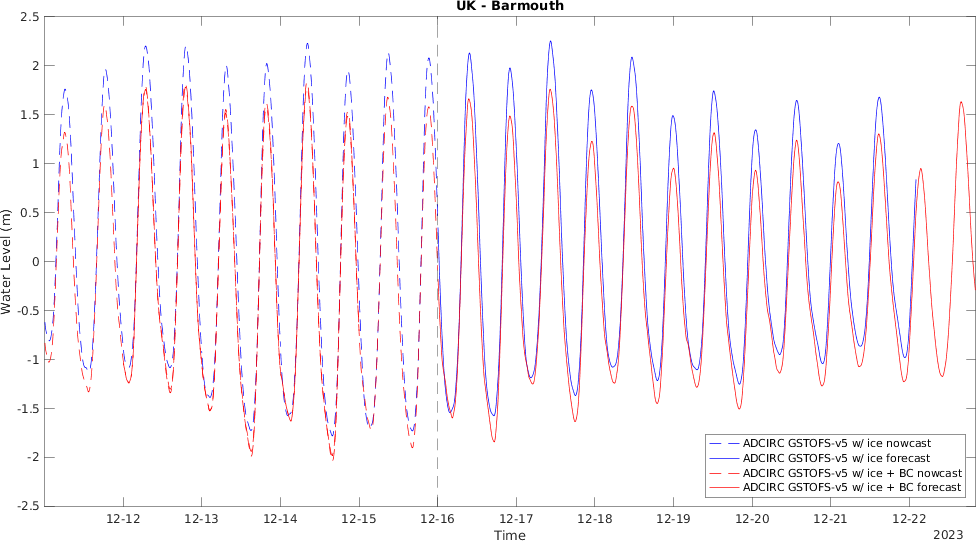 UK - Barmouth
2.5
2
1.5
1
0.5
0
-0.5
-1
-1.5
-2
-2.5
Water Level (m)
ADCIRC GSTOFS-v5 w/ ice nowcast
ADCIRC GSTOFS-v5 w/ ice forecast
ADCIRC GSTOFS-v5 w/ ice + BC nowcast
ADCIRC GSTOFS-v5 w/ ice + BC forecast
12-12 12-13 12-14 12-15 12-16 12-17 12-18 12-19 12-20 12-21 12-22
Time
2023